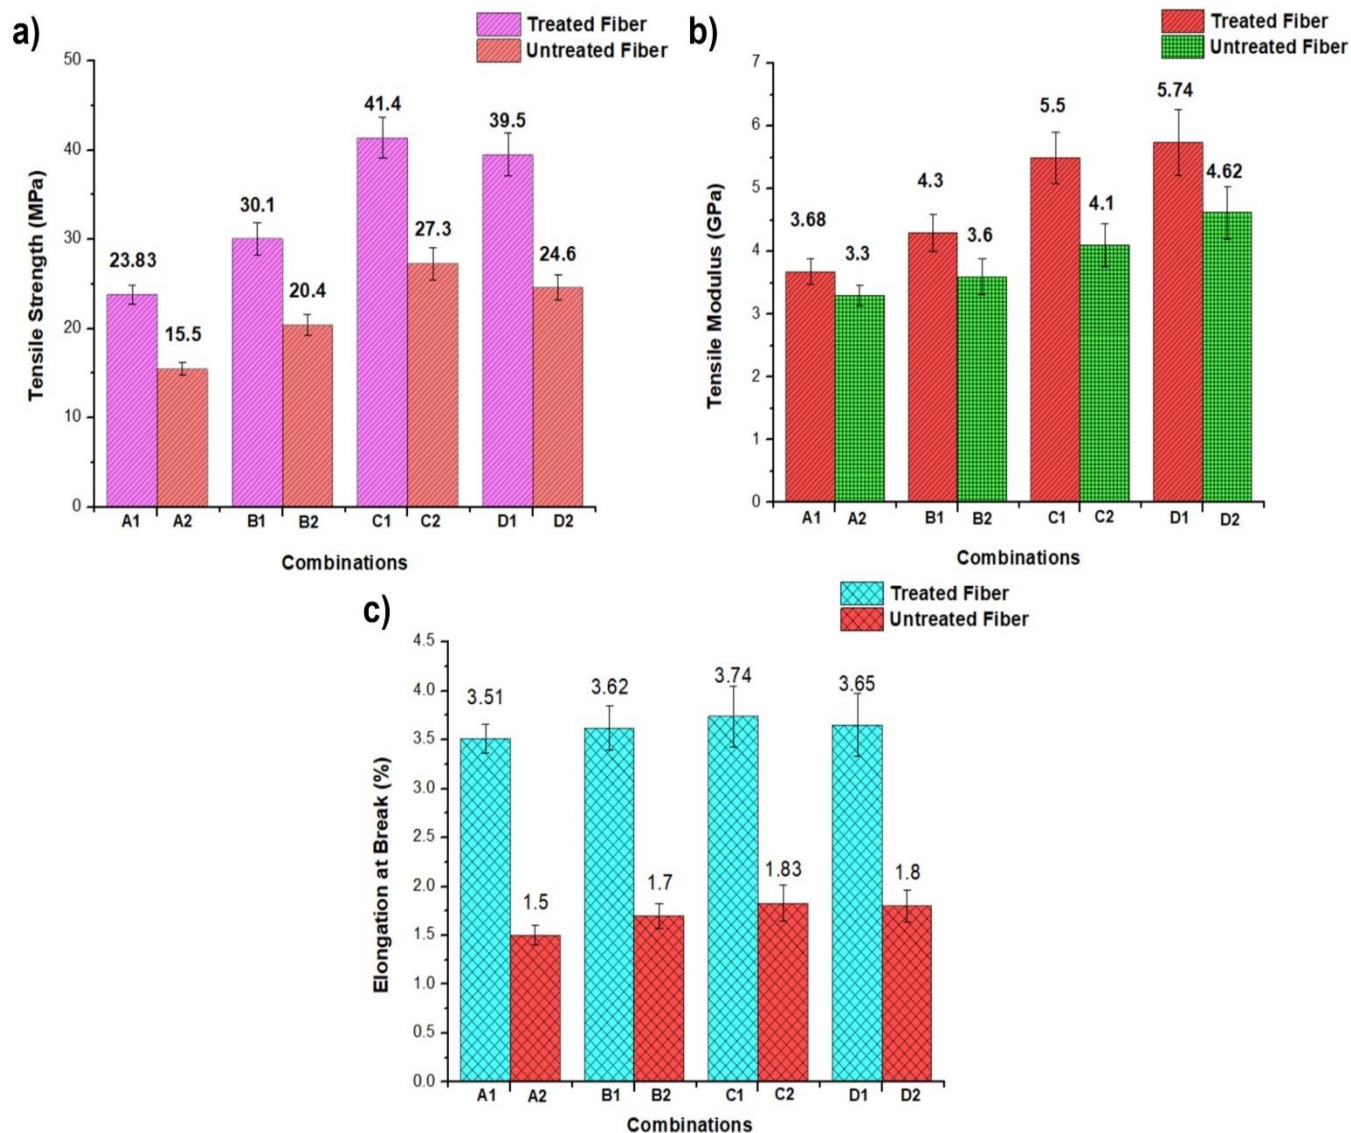 a)
Treated Fiber
Untreated Fiber
Tensile Strength (MPa)
50
40
30
20
10
0
23.83
15.5
30.1
20.4
41.4
27.3
39.5
24.6
A1 A2 B1 B2 C1 C2 D1 D2
Combinations
b)
Treated Fiber
Untreated Fiber
Tensile Modulus (GPa)
7
6
5
4
3
2
1
0
3.68
3.3
4.3
3.6
5.5
4.1
5.74
4.62
A1 A2 B1 B2 C1 C2 D1 D2
Combinations
c)
Treated Fiber
Untreated Fiber
Elongation at Break (%)
4.5
4.0
3.5
3.0
2.5
2.0
1.5
1.0
0.5
0.0
3.51
1.5
3.62
1.7
3.74
1.83
3.65
1.8
A1 A2 B1 B2 C1 C2 D1 D2
Combinations